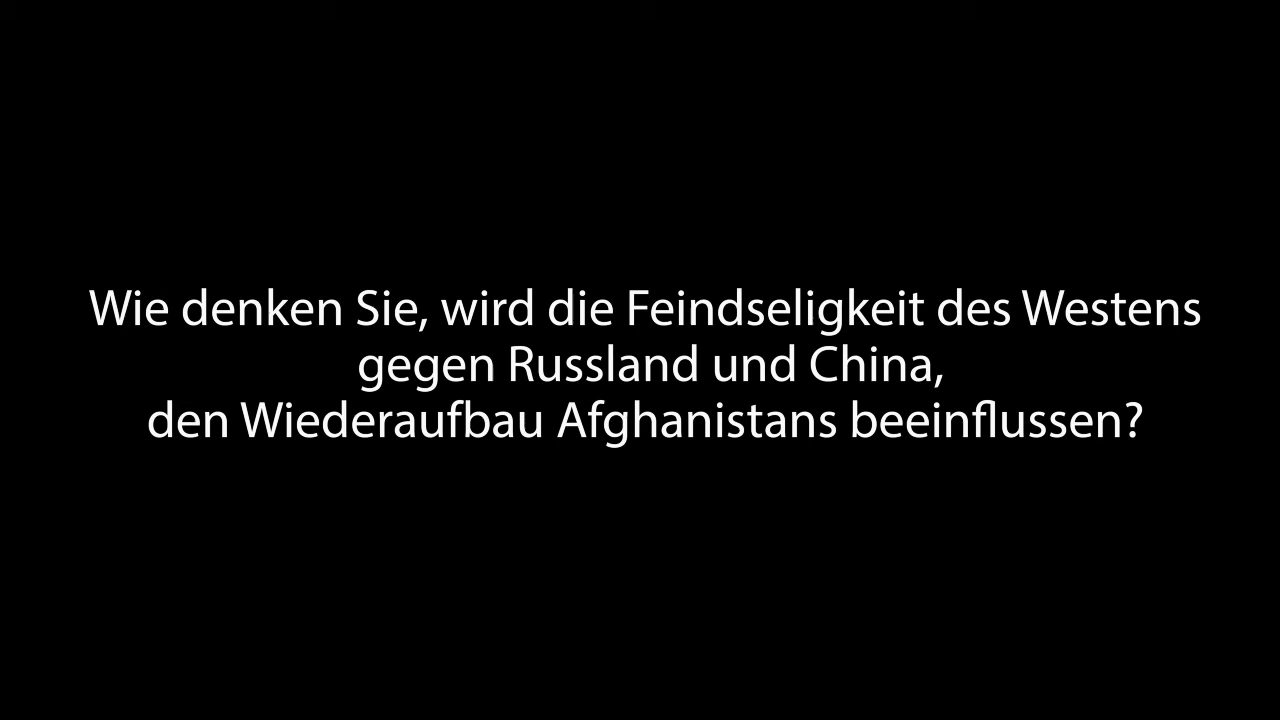 Wie denken Sie, wird die Feindseligkeit des Westens
gegen Russland und China,
den Wiederaufbau Afghanistans beeinflussen?